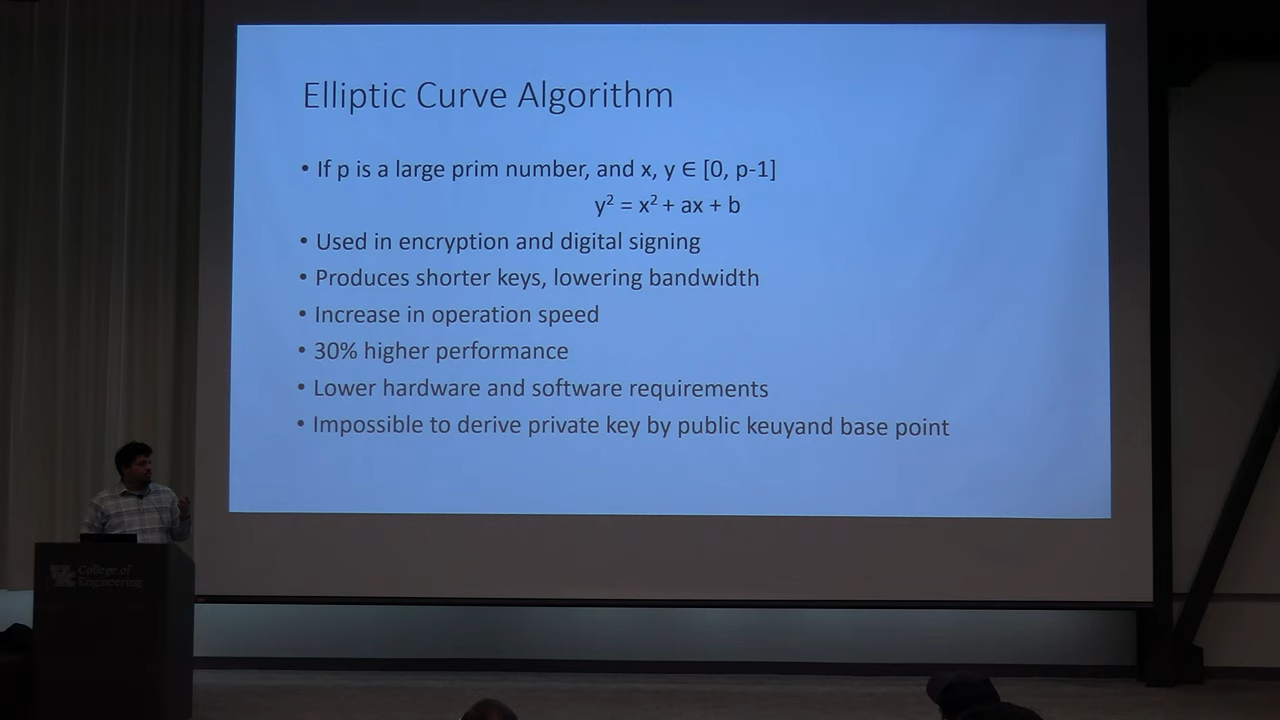 Elliptic Curve Algorithm
• If p is a large prim number, and x, y ∈ [0, p-1]
y² = x² + ax + b
• Used in encryption and digital signing
• Produces shorter keys, lowering bandwidth
• Increase in operation speed
• 30% higher performance
• Lower hardware and software requirements
• Impossible to derive private key by public keuyand base point
UK College of
Engineering